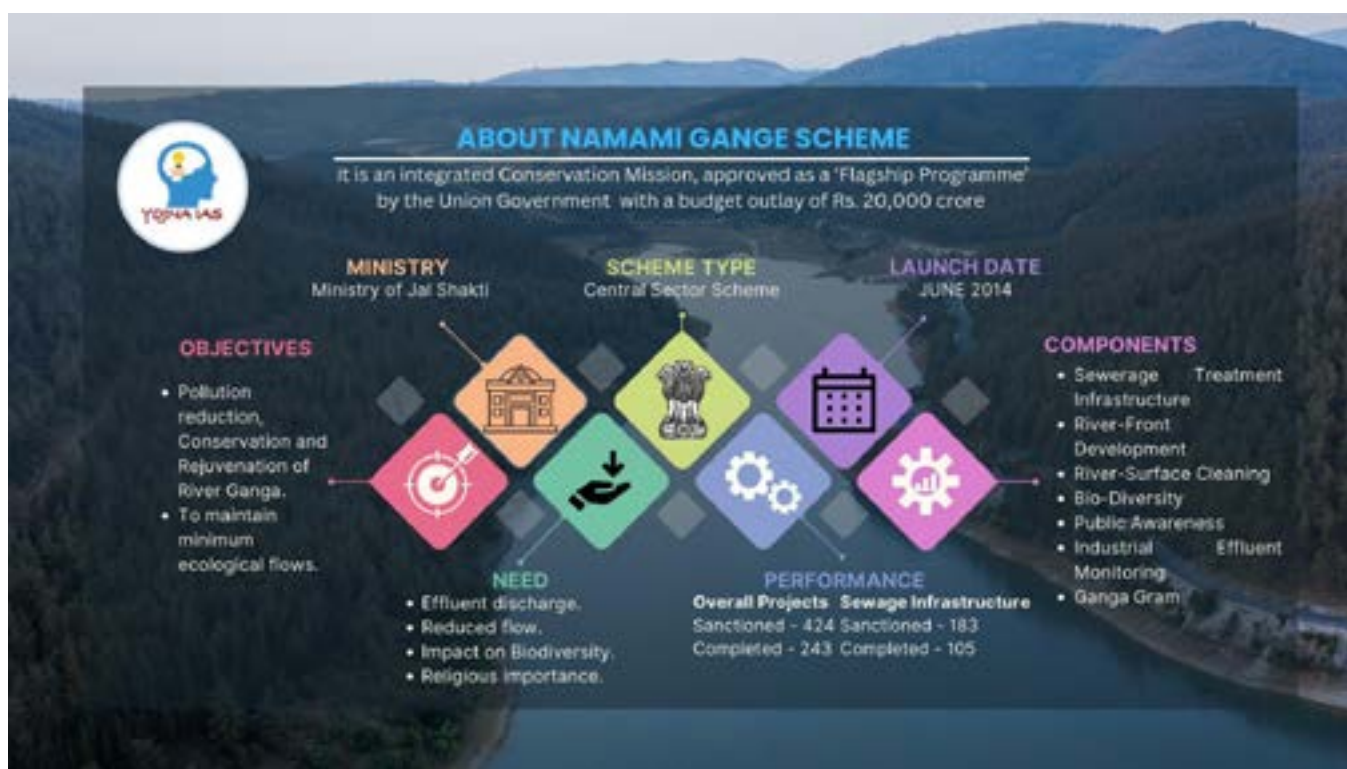 YOJNA IAS
ABOUT NAMAMI GANGE SCHEME
It is an integrated Conservation Mission, approved as a 'Flagship Programme'
by the Union Government with a budget outlay of Rs. 20,000 crore
MINISTRY
Ministry of Jal Shakti
SCHEME TYPE
Central Sector Scheme
LAUNCH DATE
JUNE 2014
OBJECTIVES
• Pollution
reduction,
Conservation and
Rejuvenation of
River Ganga.
• To maintain
minimum
ecological flows.
NEED
• Effluent discharge.
• Reduced flow.
• Impact on Biodiversity.
• Religious importance.
PERFORMANCE
Overall Projects Sewage Infrastructure
Sanctioned - 424 Sanctioned - 183
Completed - 243 Completed - 105
COMPONENTS
• Sewerage Treatment
Infrastructure
• River-Front
Development
• River-Surface Cleaning
• Bio-Diversity
• Public Awareness
• Industrial Effluent
Monitoring
• Ganga Gram